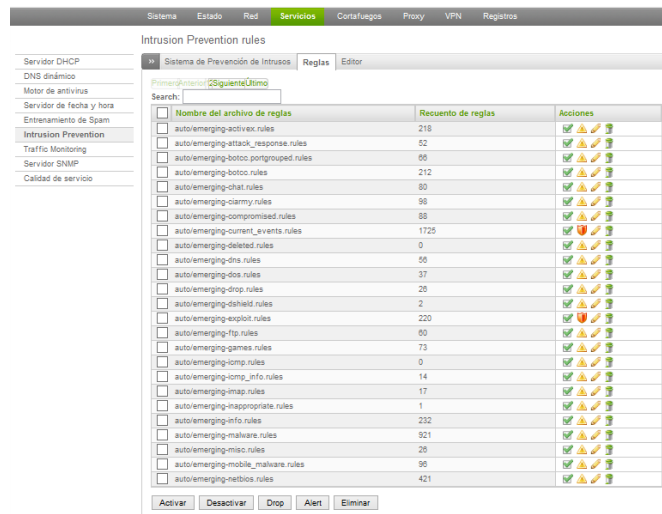 Sistema Estado Red Servicios Cortafuegos Proxy VPN Registros
Intrusion Prevention rules
Servidor DHCP
DNS dinámico
Motor de antivirus
Servidor de fecha y hora
Entrenamiento de Spam
Intrusion Prevention
Traffic Monitoring
Servidor SNMP
Calidad de servicio
» Sistema de Prevención de Intrusos Reglas Editor
Primero Anterior 1 2 Siguiente Último
Search:
Nombre del archivo de reglas Recuento de reglas Acciones
auto/emerging-activex.rules 218
auto/emerging-attack_response.rules 52
auto/emerging-botcc.portgrouped.rules 66
auto/emerging-botcc.rules 212
auto/emerging-chat.rules 80
auto/emerging-ciarmy.rules 98
auto/emerging-compromised.rules 88
auto/emerging-current_events.rules 1725
auto/emerging-deleted.rules 0
auto/emerging-dns.rules 56
auto/emerging-dos.rules 37
auto/emerging-drop.rules 26
auto/emerging-dshield.rules 2
auto/emerging-exploit.rules 220
auto/emerging-ftp.rules 60
auto/emerging-games.rules 73
auto/emerging-icmp.rules 0
auto/emerging-icmp_info.rules 14
auto/emerging-imap.rules 17
auto/emerging-inappropriate.rules 1
auto/emerging-info.rules 232
auto/emerging-malware.rules 921
auto/emerging-misc.rules 26
auto/emerging-mobile_malware.rules 96
auto/emerging-netbios.rules 421
Activar Desactivar Drop Alert Eliminar